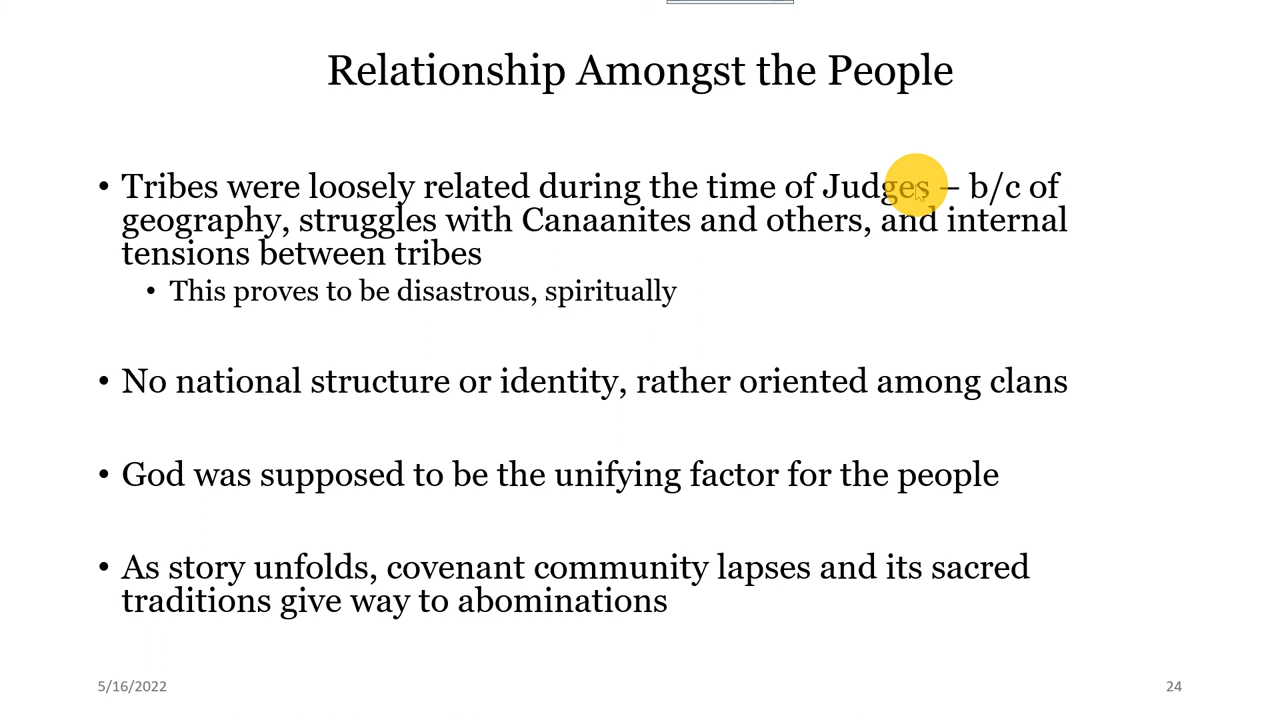 Relationship Amongst the People
• Tribes were loosely related during the time of Judges – b/c of
geography, struggles with Canaanites and others, and internal
tensions between tribes
• This proves to be disastrous, spiritually
• No national structure or identity, rather oriented among clans
• God was supposed to be the unifying factor for the people
• As story unfolds, covenant community lapses and its sacred
traditions give way to abominations
5/16/2022
24